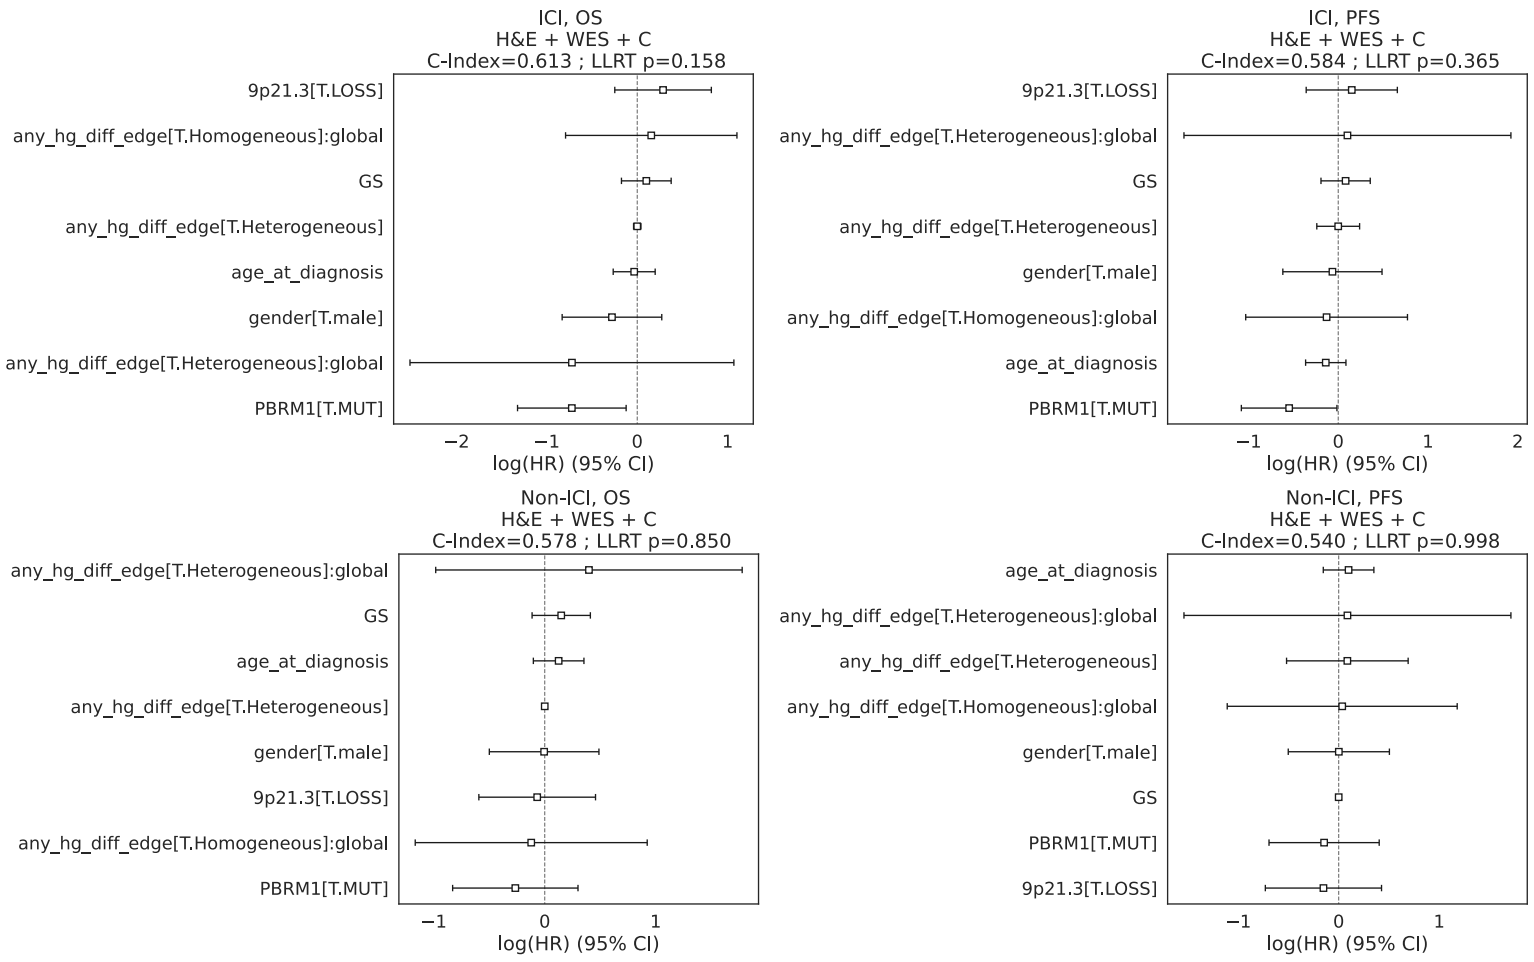 ICI, OS
H&E + WES + C
C-Index=0.613 ; LLRT p=0.158
9p21.3[T.LOSS]
any_hg_diff_edge[T.Homogeneous]:global
GS
any_hg_diff_edge[T.Heterogeneous]
age_at_diagnosis
gender[T.male]
any_hg_diff_edge[T.Heterogeneous]:global
PBRM1[T.MUT]
−2 −1 0 1
log(HR) (95% CI)
ICI, PFS
H&E + WES + C
C-Index=0.584 ; LLRT p=0.365
9p21.3[T.LOSS]
any_hg_diff_edge[T.Heterogeneous]:global
GS
any_hg_diff_edge[T.Heterogeneous]
gender[T.male]
any_hg_diff_edge[T.Homogeneous]:global
age_at_diagnosis
PBRM1[T.MUT]
−1 0 1 2
log(HR) (95% CI)
Non-ICI, OS
H&E + WES + C
C-Index=0.578 ; LLRT p=0.850
any_hg_diff_edge[T.Heterogeneous]:global
GS
age_at_diagnosis
any_hg_diff_edge[T.Heterogeneous]
gender[T.male]
9p21.3[T.LOSS]
any_hg_diff_edge[T.Homogeneous]:global
PBRM1[T.MUT]
−1 0 1
log(HR) (95% CI)
Non-ICI, PFS
H&E + WES + C
C-Index=0.540 ; LLRT p=0.998
age_at_diagnosis
any_hg_diff_edge[T.Heterogeneous]:global
any_hg_diff_edge[T.Heterogeneous]
any_hg_diff_edge[T.Homogeneous]:global
gender[T.male]
GS
PBRM1[T.MUT]
9p21.3[T.LOSS]
−1 0 1
log(HR) (95% CI)